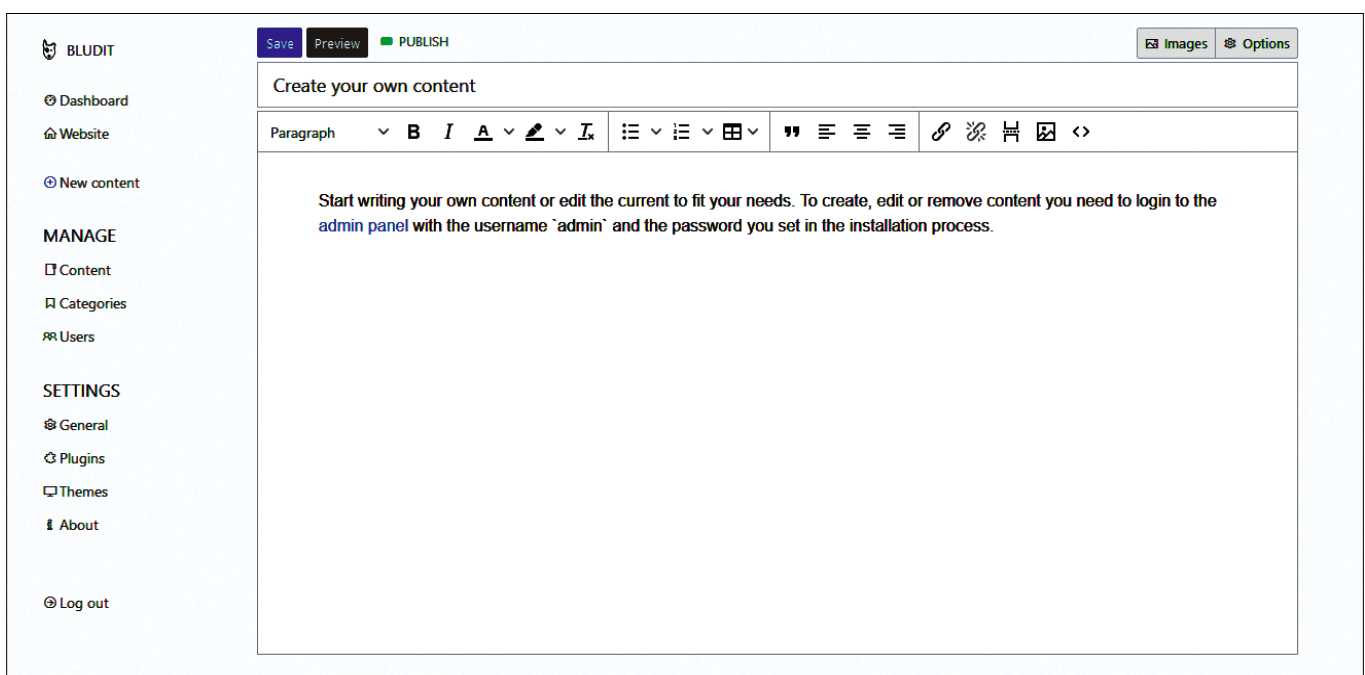 BLUDIT
Dashboard
Website
New content
MANAGE
Content
Categories
Users
SETTINGS
General
Plugins
Themes
About
Log out
Save Preview PUBLISH Images Options
Create your own content
Paragraph
Start writing your own content or edit the current to fit your needs. To create, edit or remove content you need to login to the
admin panel with the username `admin` and the password you set in the installation process.